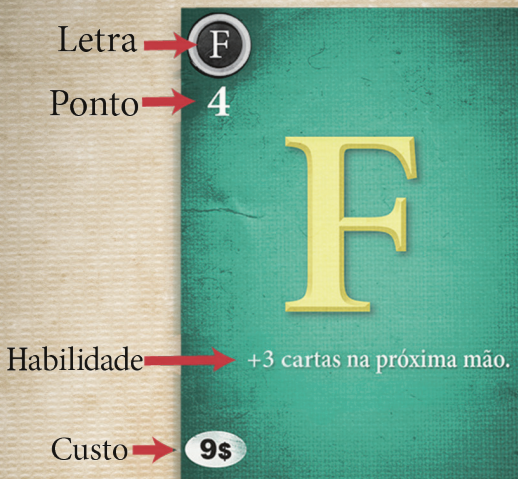 Letra F
Ponto 4
F
Habilidade +3 cartas na próxima mão.
Custo 9$